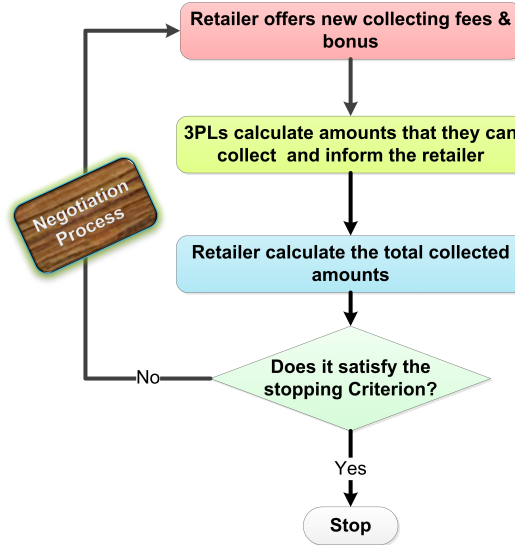 Retailer offers new collecting fees &
bonus
3PLs calculate amounts that they can
collect and inform the retailer
Negotiation
Process
Retailer calculate the total collected
amounts
Does it satisfy the
stopping Criterion?
No
Yes
Stop